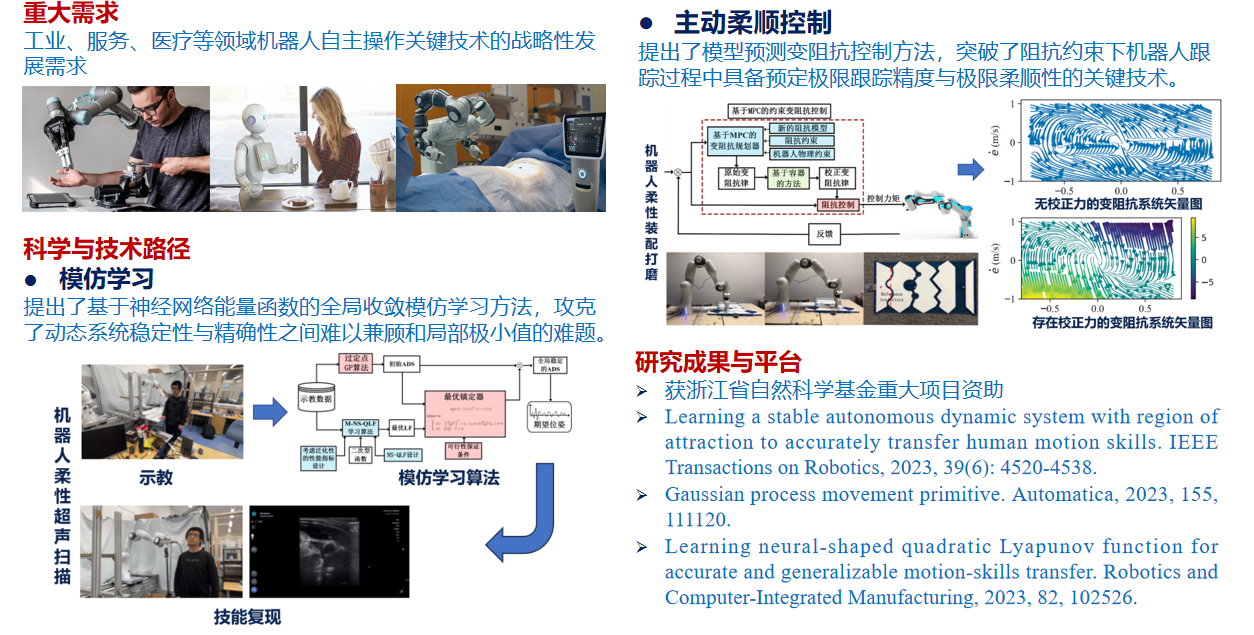 重大需求
工业、服务、医疗等领域机器人自主操作关键技术的战略性发
展需求
科学与技术路径
● 模仿学习
提出了基于神经网络能量函数的全局收敛模仿学习方法，攻克
了动态系统稳定性与精确性之间难以兼顾和局部极小值的难题。
机器人柔性超声扫描
示教
过定点
GP算法
初始ADS
全局稳定
的ADS
示教数据
最优镇定器
期望位姿
M-NS-QLF
学习算法
最优LF
考虑泛化性
的性能指标
设计
二次型
函数
NS-QLF设计
可行性保证
条件
模仿学习算法
技能复现
● 主动柔顺控制
提出了模型预测变阻抗控制方法，突破了阻抗约束下机器人跟
踪过程中具备预定极限跟踪精度与极限柔顺性的关键技术。
机器人柔性装配打磨
基于MPC的约束变阻抗控制
基于MPC的
变阻抗规划器
新的阻抗模型
阻抗约束
机器人物理约束
原始变
阻抗律
基于容器
的方法
校正变
阻抗律
阻抗控制
控制力矩
反馈
Reference
trajectory
ė (m/s)
1
0
−1
−0.5
0.0
0.5
无校正力的变阻抗系统矢量图
ė (m/s)
1
0
−1
−0.5
0.0
0.5
5
0
−5
存在校正力的变阻抗系统矢量图
研究成果与平台
➢ 获浙江省自然科学基金重大项目资助
➢ Learning a stable autonomous dynamic system with region of
attraction to accurately transfer human motion skills. IEEE
Transactions on Robotics, 2023, 39(6): 4520-4538.
➢ Gaussian process movement primitive. Automatica, 2023, 155,
111120.
➢ Learning neural-shaped quadratic Lyapunov function for
accurate and generalizable motion-skills transfer. Robotics and
Computer-Integrated Manufacturing, 2023, 82, 102526.